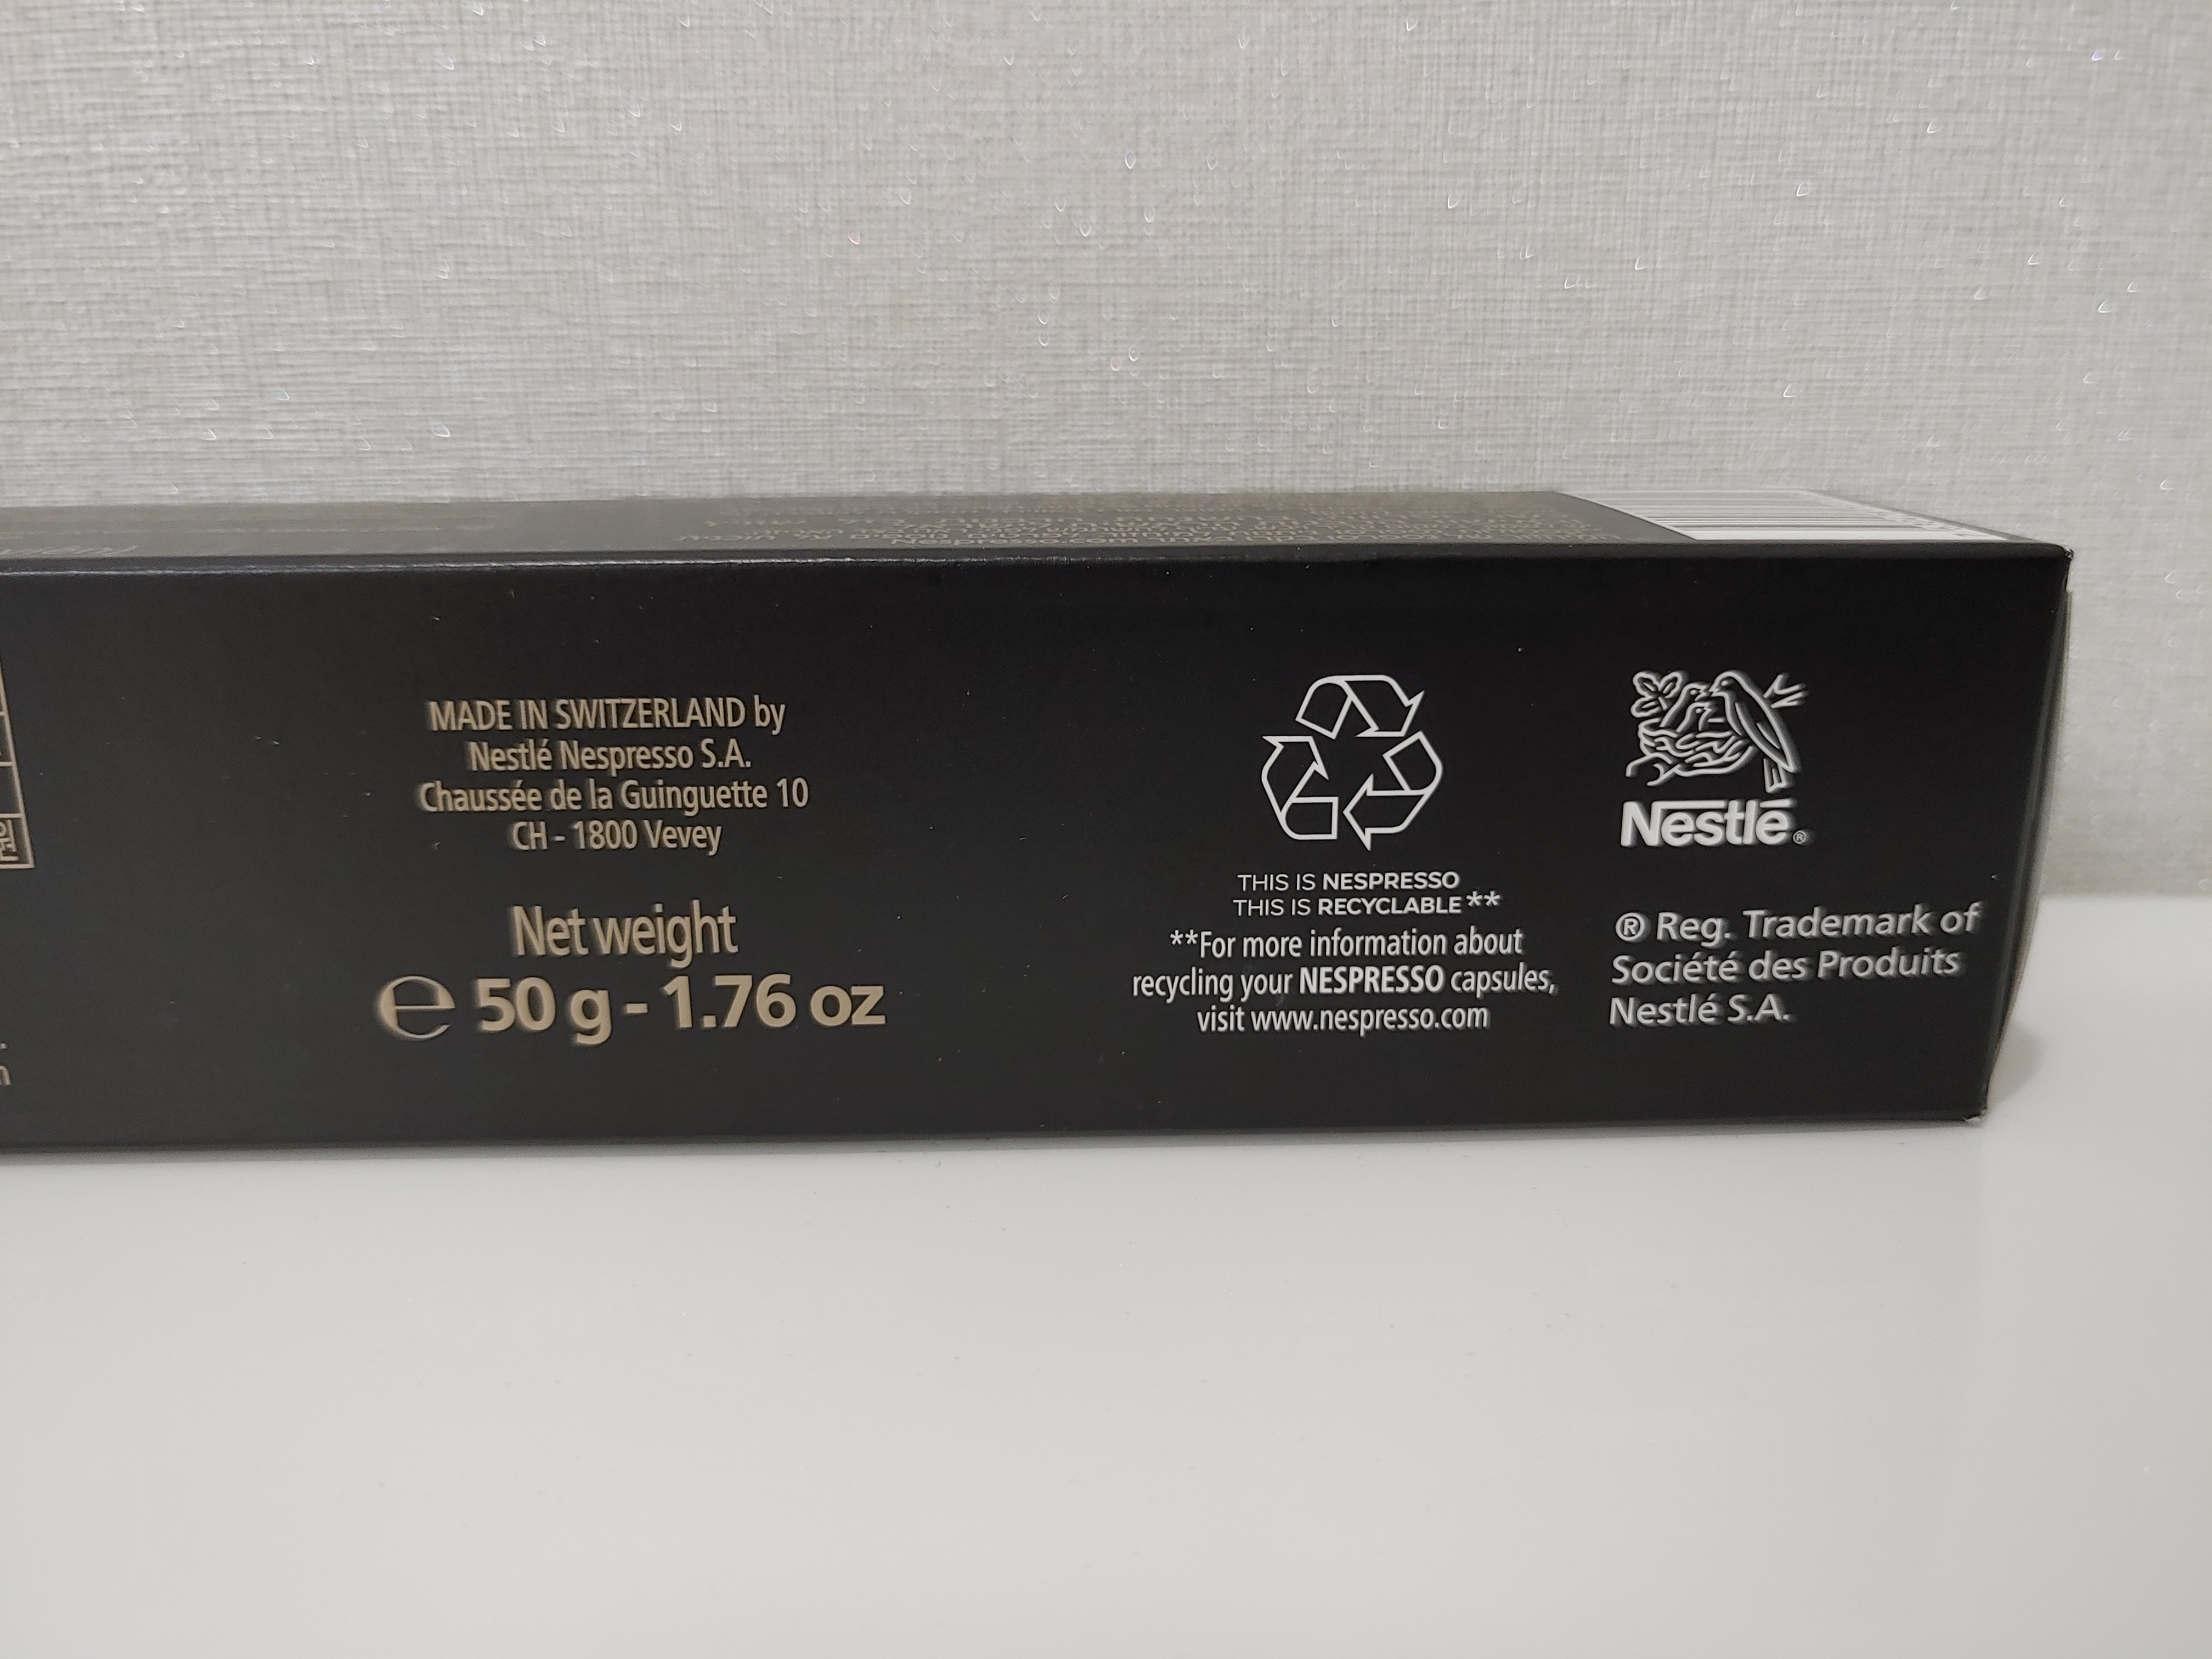 MADE IN SWITZERLAND by
Nestlé Nespresso S.A.
Chaussée de la Guinguette 10
CH - 1800 Vevey
Net weight
℮ 50 g - 1.76 oz
THIS IS NESPRESSO
THIS IS RECYCLABLE **
**For more information about
recycling your NESPRESSO capsules,
visit www.nespresso.com
Nestlé®
® Reg. Trademark of
Société des Produits
Nestlé S.A.